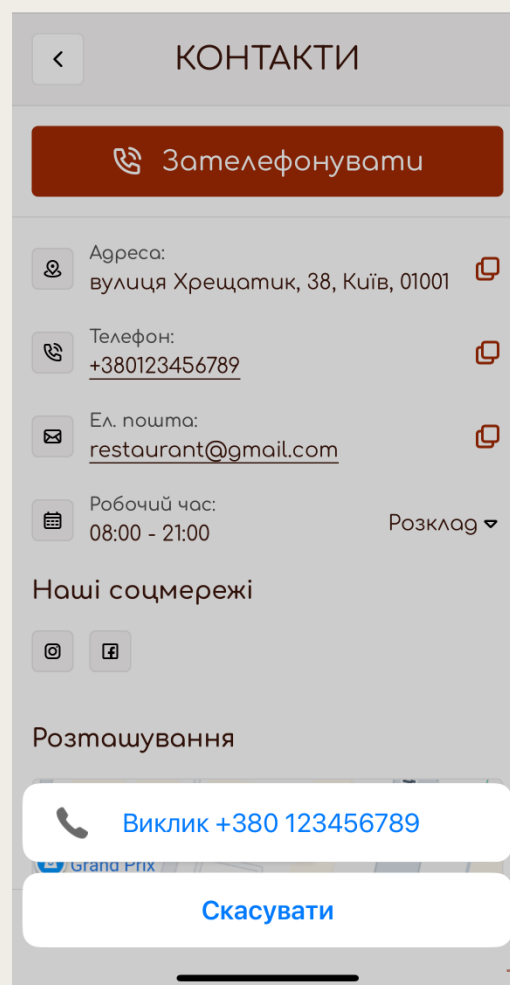 КОНТАКТИ
Зателефонувати
Адреса:
вулиця Хрещатик, 38, Київ, 01001
Телефон:
+380123456789
Ел. пошта:
restaurant@gmail.com
Робочий час:
08:00 - 21:00
Розклад
Наші соцмережі
Розташування
Виклик +380 123456789
Grand Prix
Скасувати